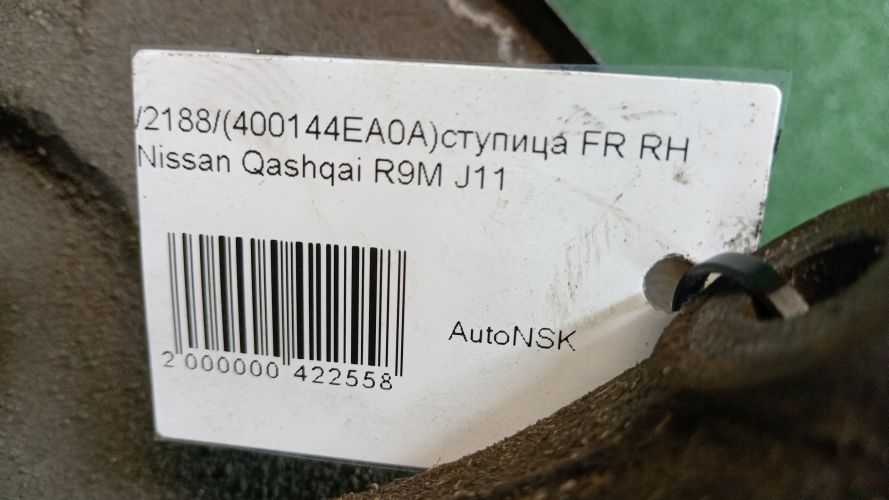 /2188/(400144EA0A)ступица FR RH
Nissan Qashqai R9M J11
AutoNSK
2 000000 422558